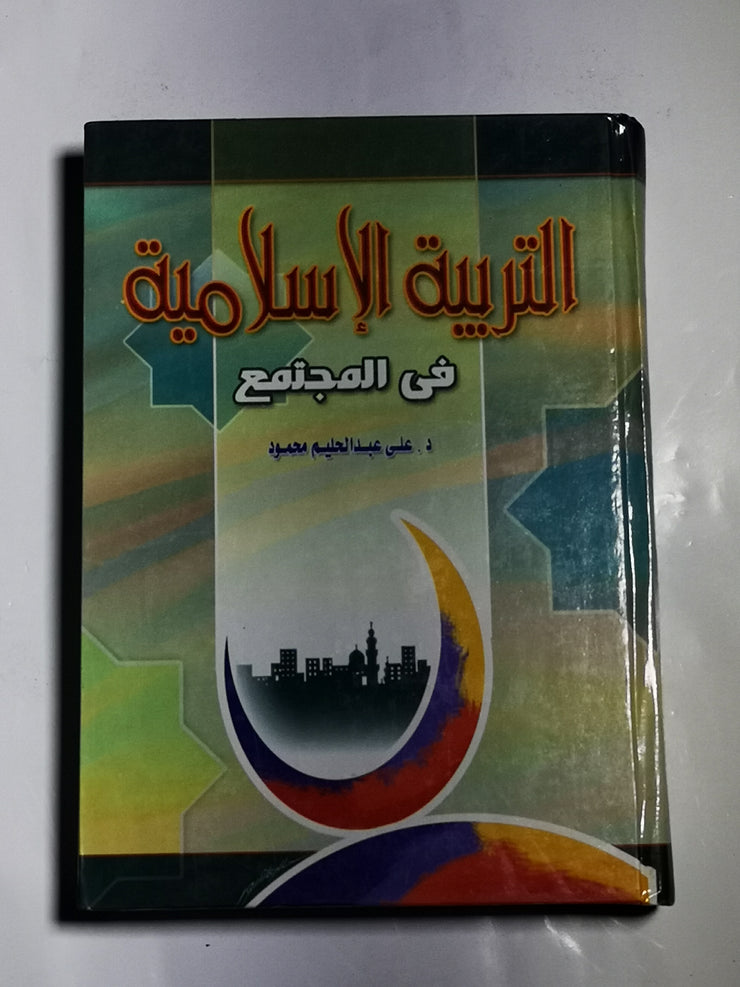 التربية الإسلامية
فى المجتمع
د. على عبدالحليم محمود